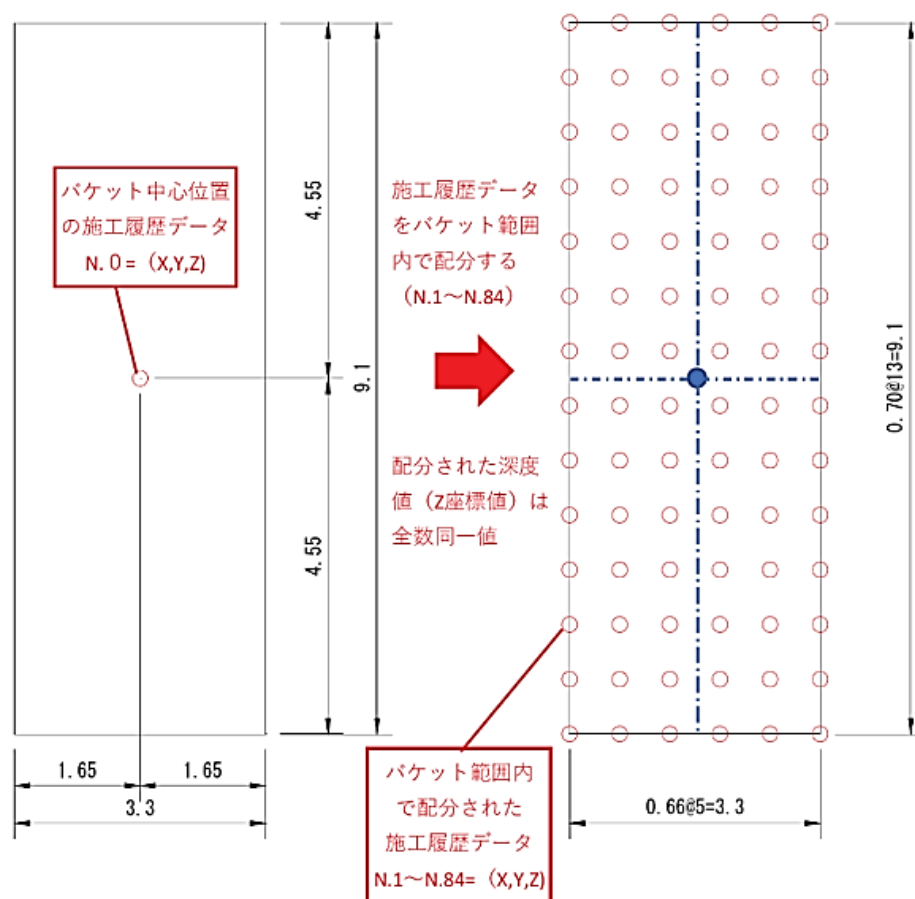 バケット中心位置
の施工履歴データ
N. 0 = （X,Y,Z)
4.55
9.1
4.55
1.65
1.65
3.3
施工履歴データ
をバケット範囲
内で配分する
（N.1～N.84）
配分された深度
値（Z座標値）は
全数同一値
0.70@13=9.1
0.66@5=3.3
バケット範囲内
で配分された
施工履歴データ
N.1～N.84= （X,Y,Z)